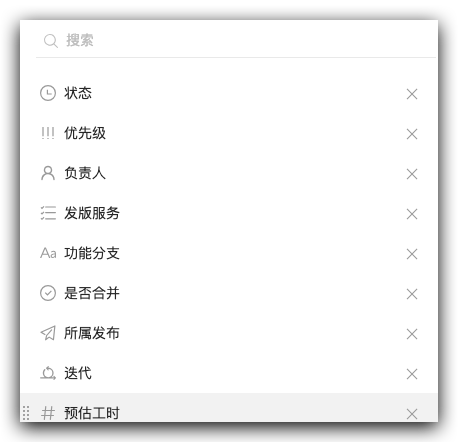 搜索
状态
优先级
负责人
发版服务
Aa 功能分支
是否合并
所属发布
迭代
# 预估工时